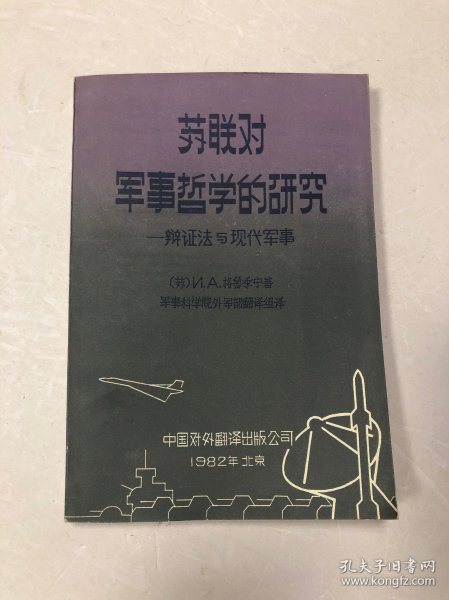 苏联对
军事哲学的研究
—辩证法与现代军事
(苏)И.А.格鲁季宁著
军事科学院外军部翻译
中国对外翻译出版公司
1982年 北京
孔夫子旧书网
www.kongfz.com